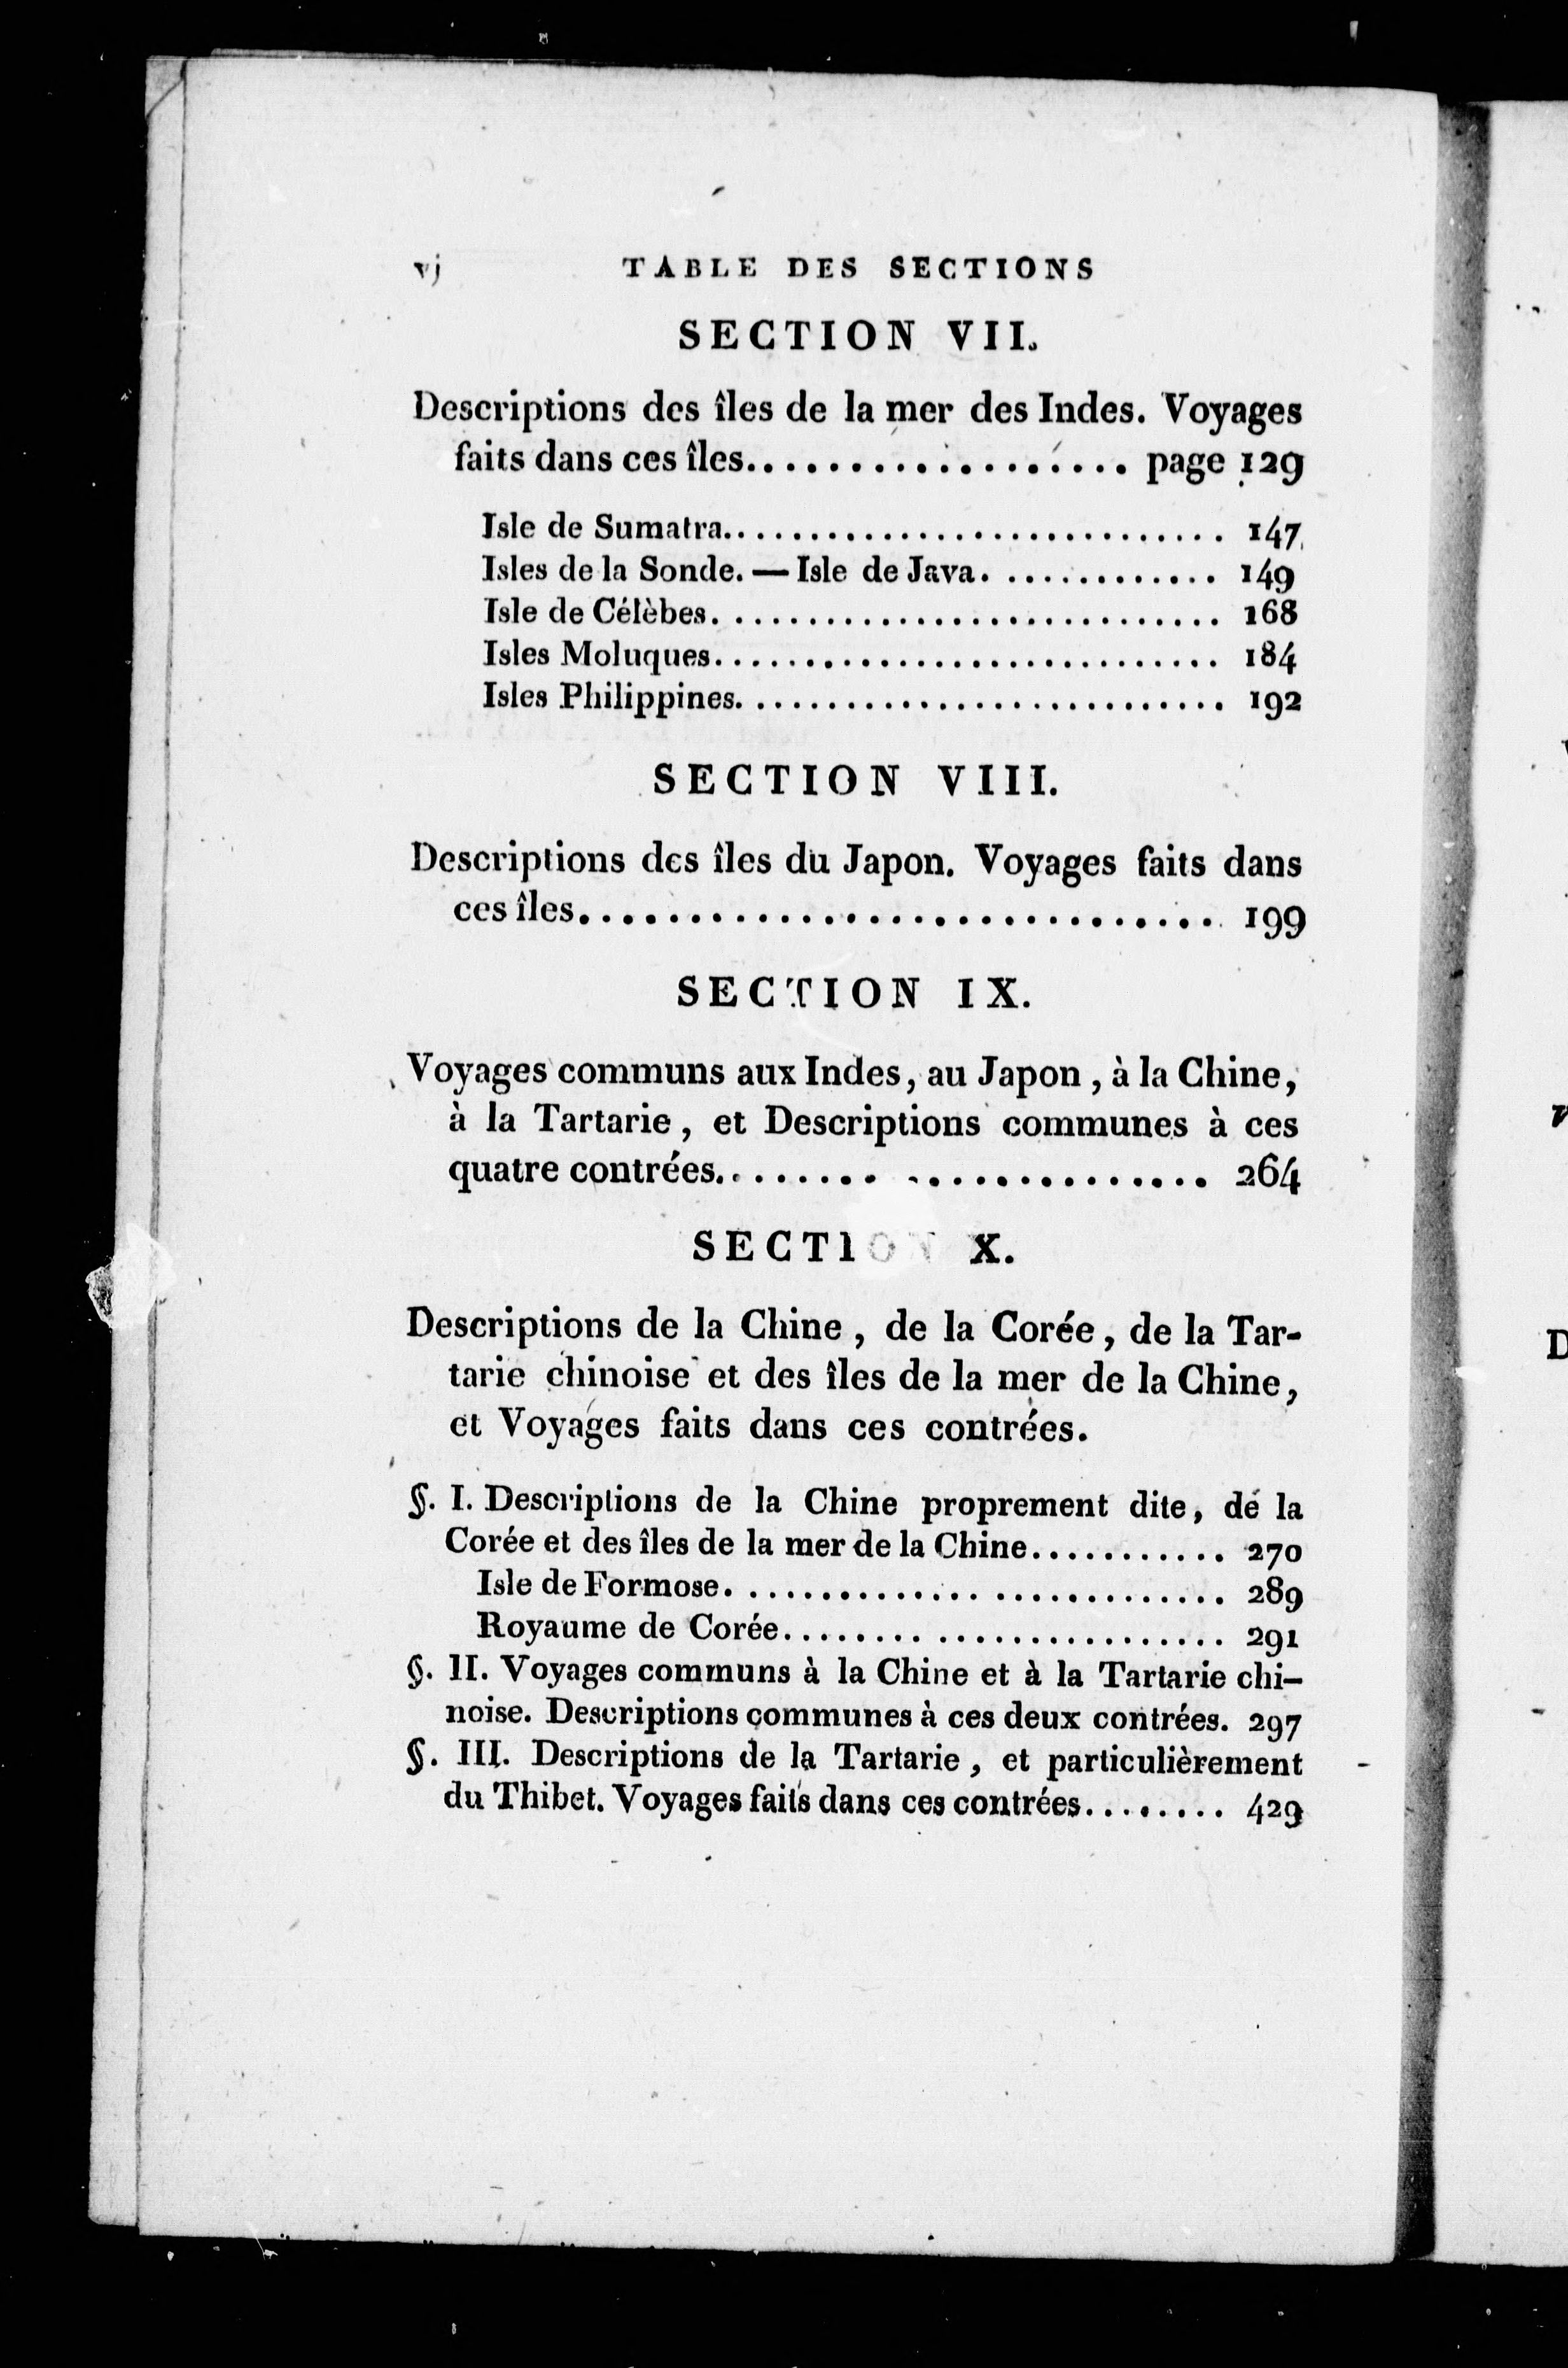 vj TABLE DES SECTIONS
SECTION VII.
Descriptions des îles de la mer des Indes. Voyages
faits dans ces îles.................. page 129
Isle de Sumatra............................ 147
Isles de la Sonde. — Isle de Java. ............ 149
Isle de Célèbes. ........................... 168
Isles Moluques............................ 184
Isles Philippines. .......................... 192
SECTION VIII.
Descriptions des îles du Japon. Voyages faits dans
ces îles............................. 199
SECTION IX.
Voyages communs aux Indes, au Japon, à la Chine,
à la Tartarie, et Descriptions communes à ces
quatre contrées...................... 264
SECTION X.
Descriptions de la Chine, de la Corée, de la Tar-
tarie chinoise et des îles de la mer de la Chine,
et Voyages faits dans ces contrées.
§. I. Descriptions de la Chine proprement dite, de la
Corée et des îles de la mer de la Chine........... 270
Isle de Formose. .......................... 289
Royaume de Corée........................ 291
§. II. Voyages communs à la Chine et à la Tartarie chi-
noise. Descriptions communes à ces deux contrées. 297
§. III. Descriptions de la Tartarie, et particulièrement
du Thibet. Voyages faits dans ces contrées........ 429